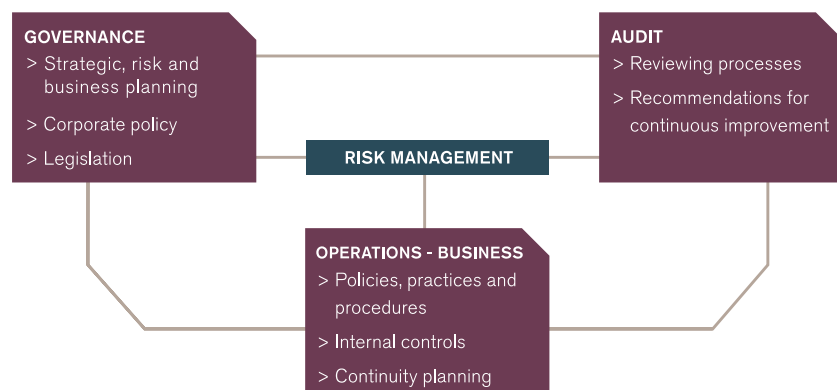 GOVERNANCE
> Strategic, risk and
business planning
> Corporate policy
> Legislation
AUDIT
> Reviewing processes
> Recommendations for
continuous improvement
RISK MANAGEMENT
OPERATIONS - BUSINESS
> Policies, practices and
procedures
> Internal controls
> Continuity planning